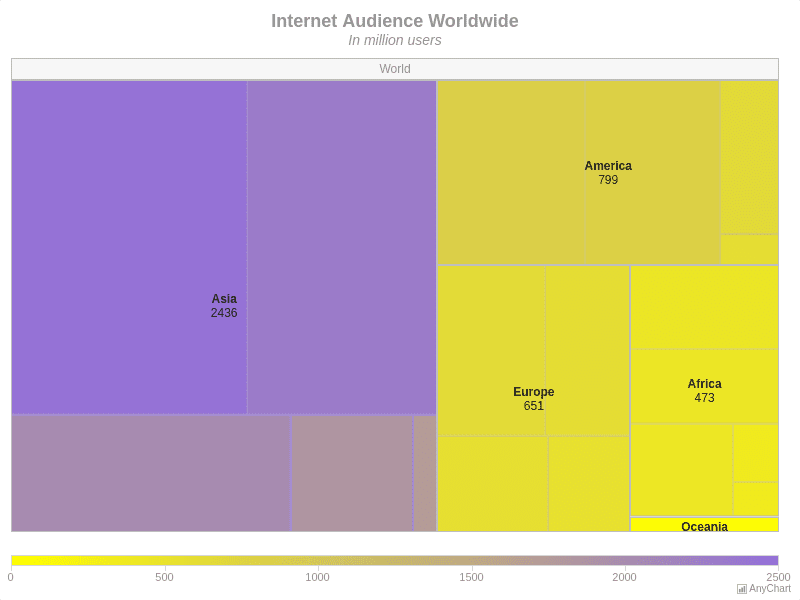 Internet Audience Worldwide
In million users
World
America
799
Asia
2436
Africa
473
Europe
651
Oceania
0
500
1000
1500
2000
2500
AnyChart